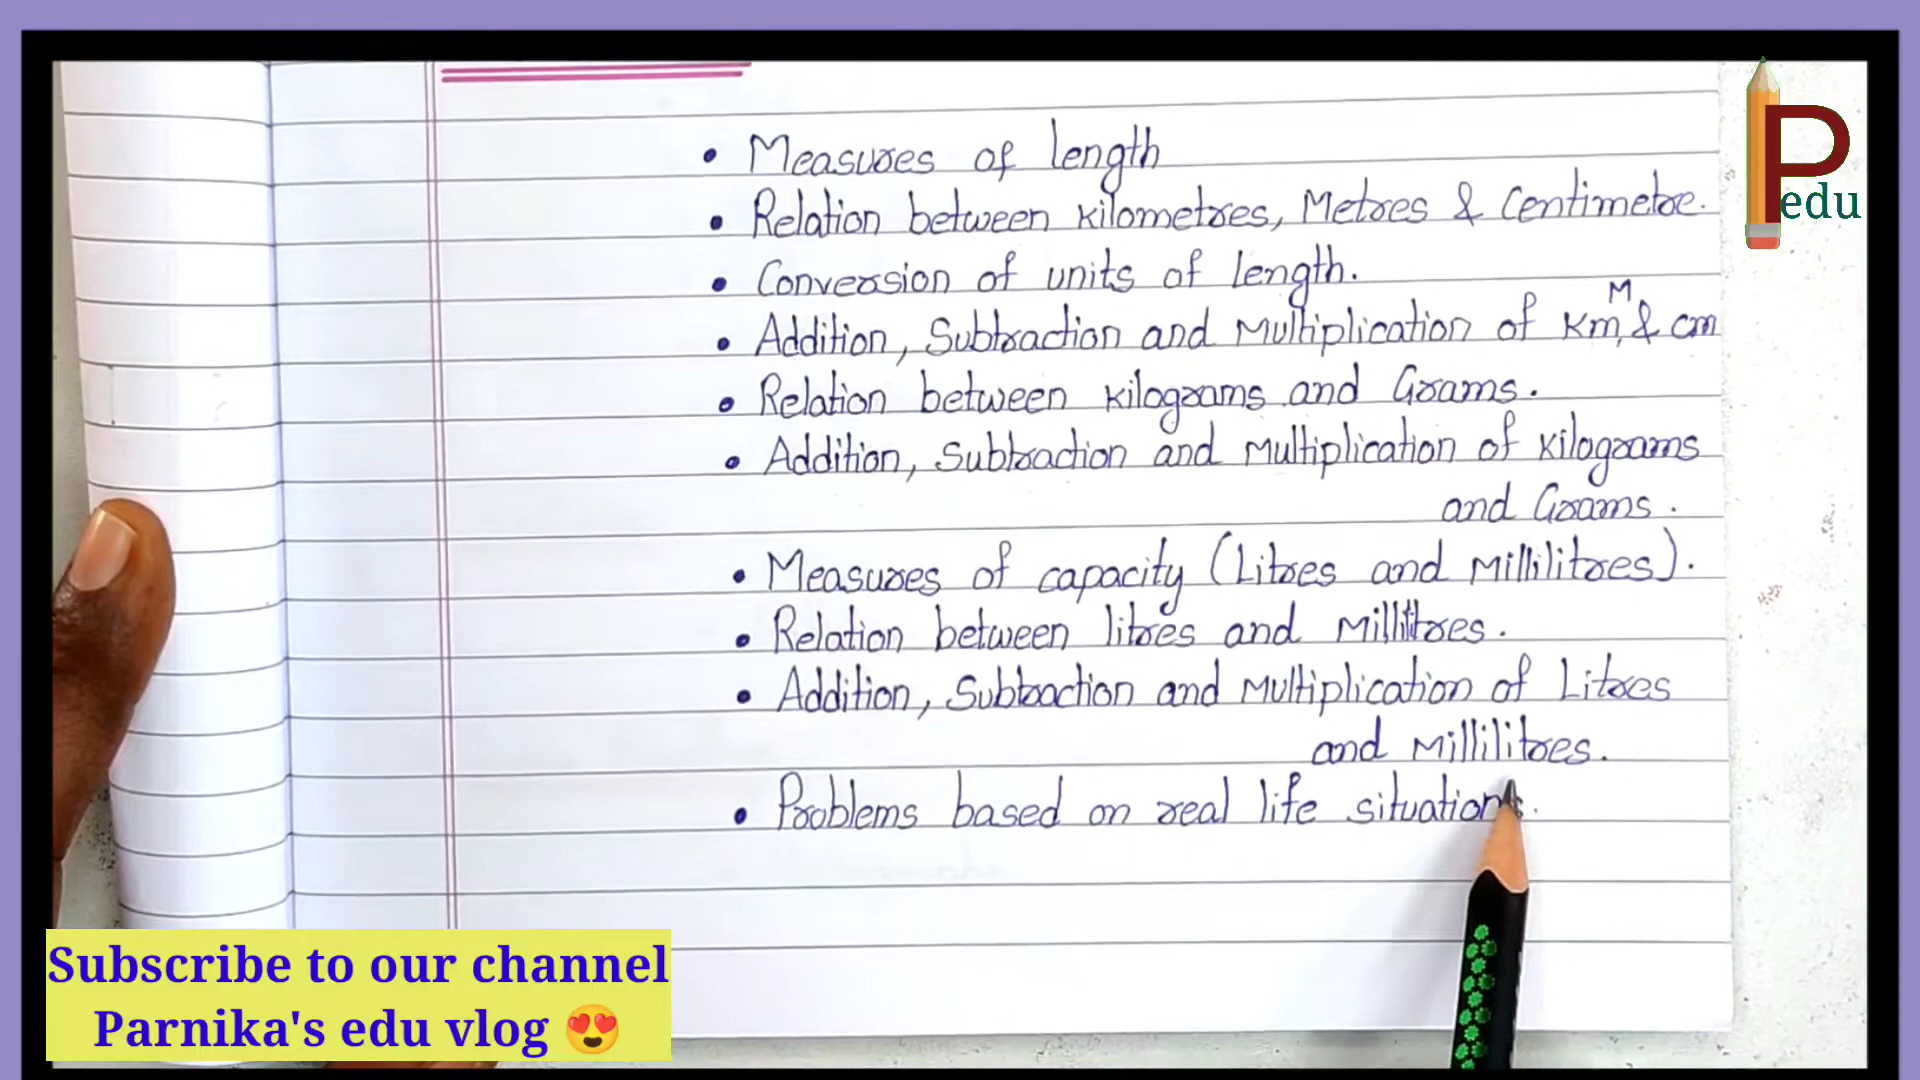 • Measures of length
• Relation between kilometres, Metres & Centimetre.
• Conversion of units of length.
• Addition, Subtraction and Multiplication of Km, M & cm
• Relation between kilograms and Grams.
• Addition, Subtraction and Multiplication of kilograms
and Grams.
• Measures of capacity (Litres and Millilitres).
• Relation between litres and Millilitres.
• Addition, Subtraction and Multiplication of Litres
and Millilitres.
• Problems based on real life situations.
P
edu
Subscribe to our channel
Parnika's edu vlog 😍